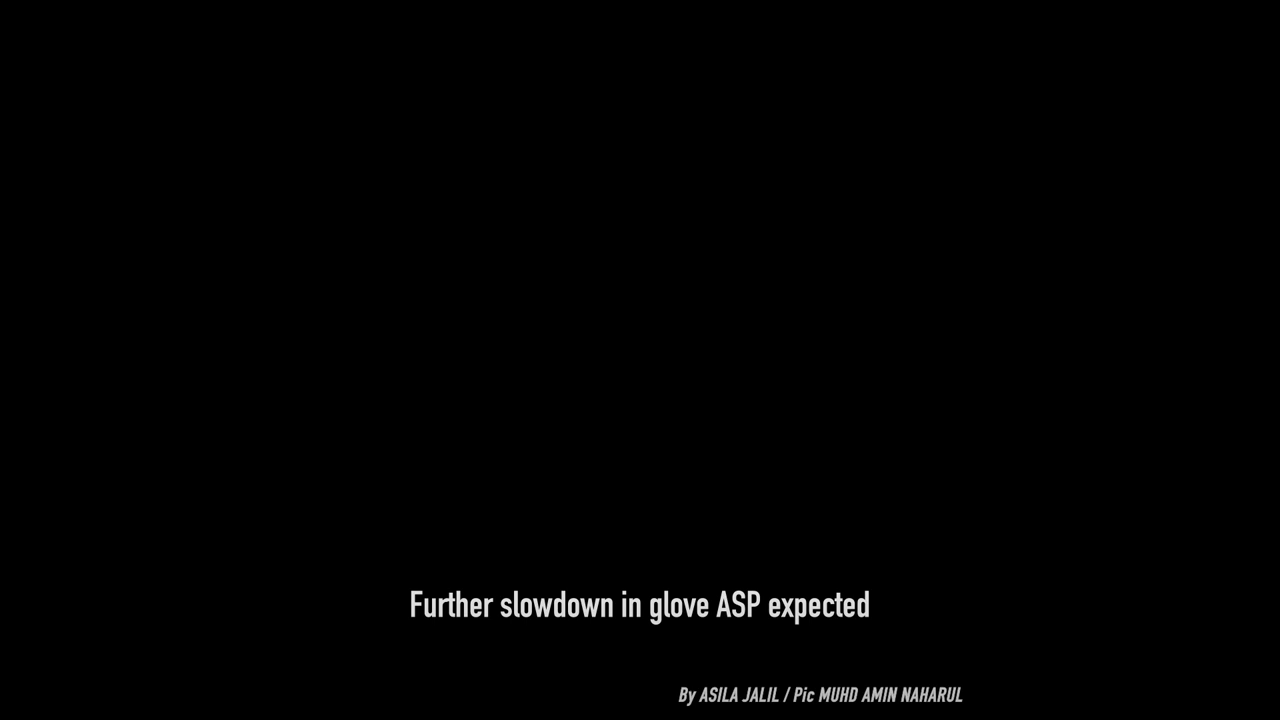 Further slowdown in glove ASP expected
By ASILA JALIL / Pic MUHD AMIN NAHARUL